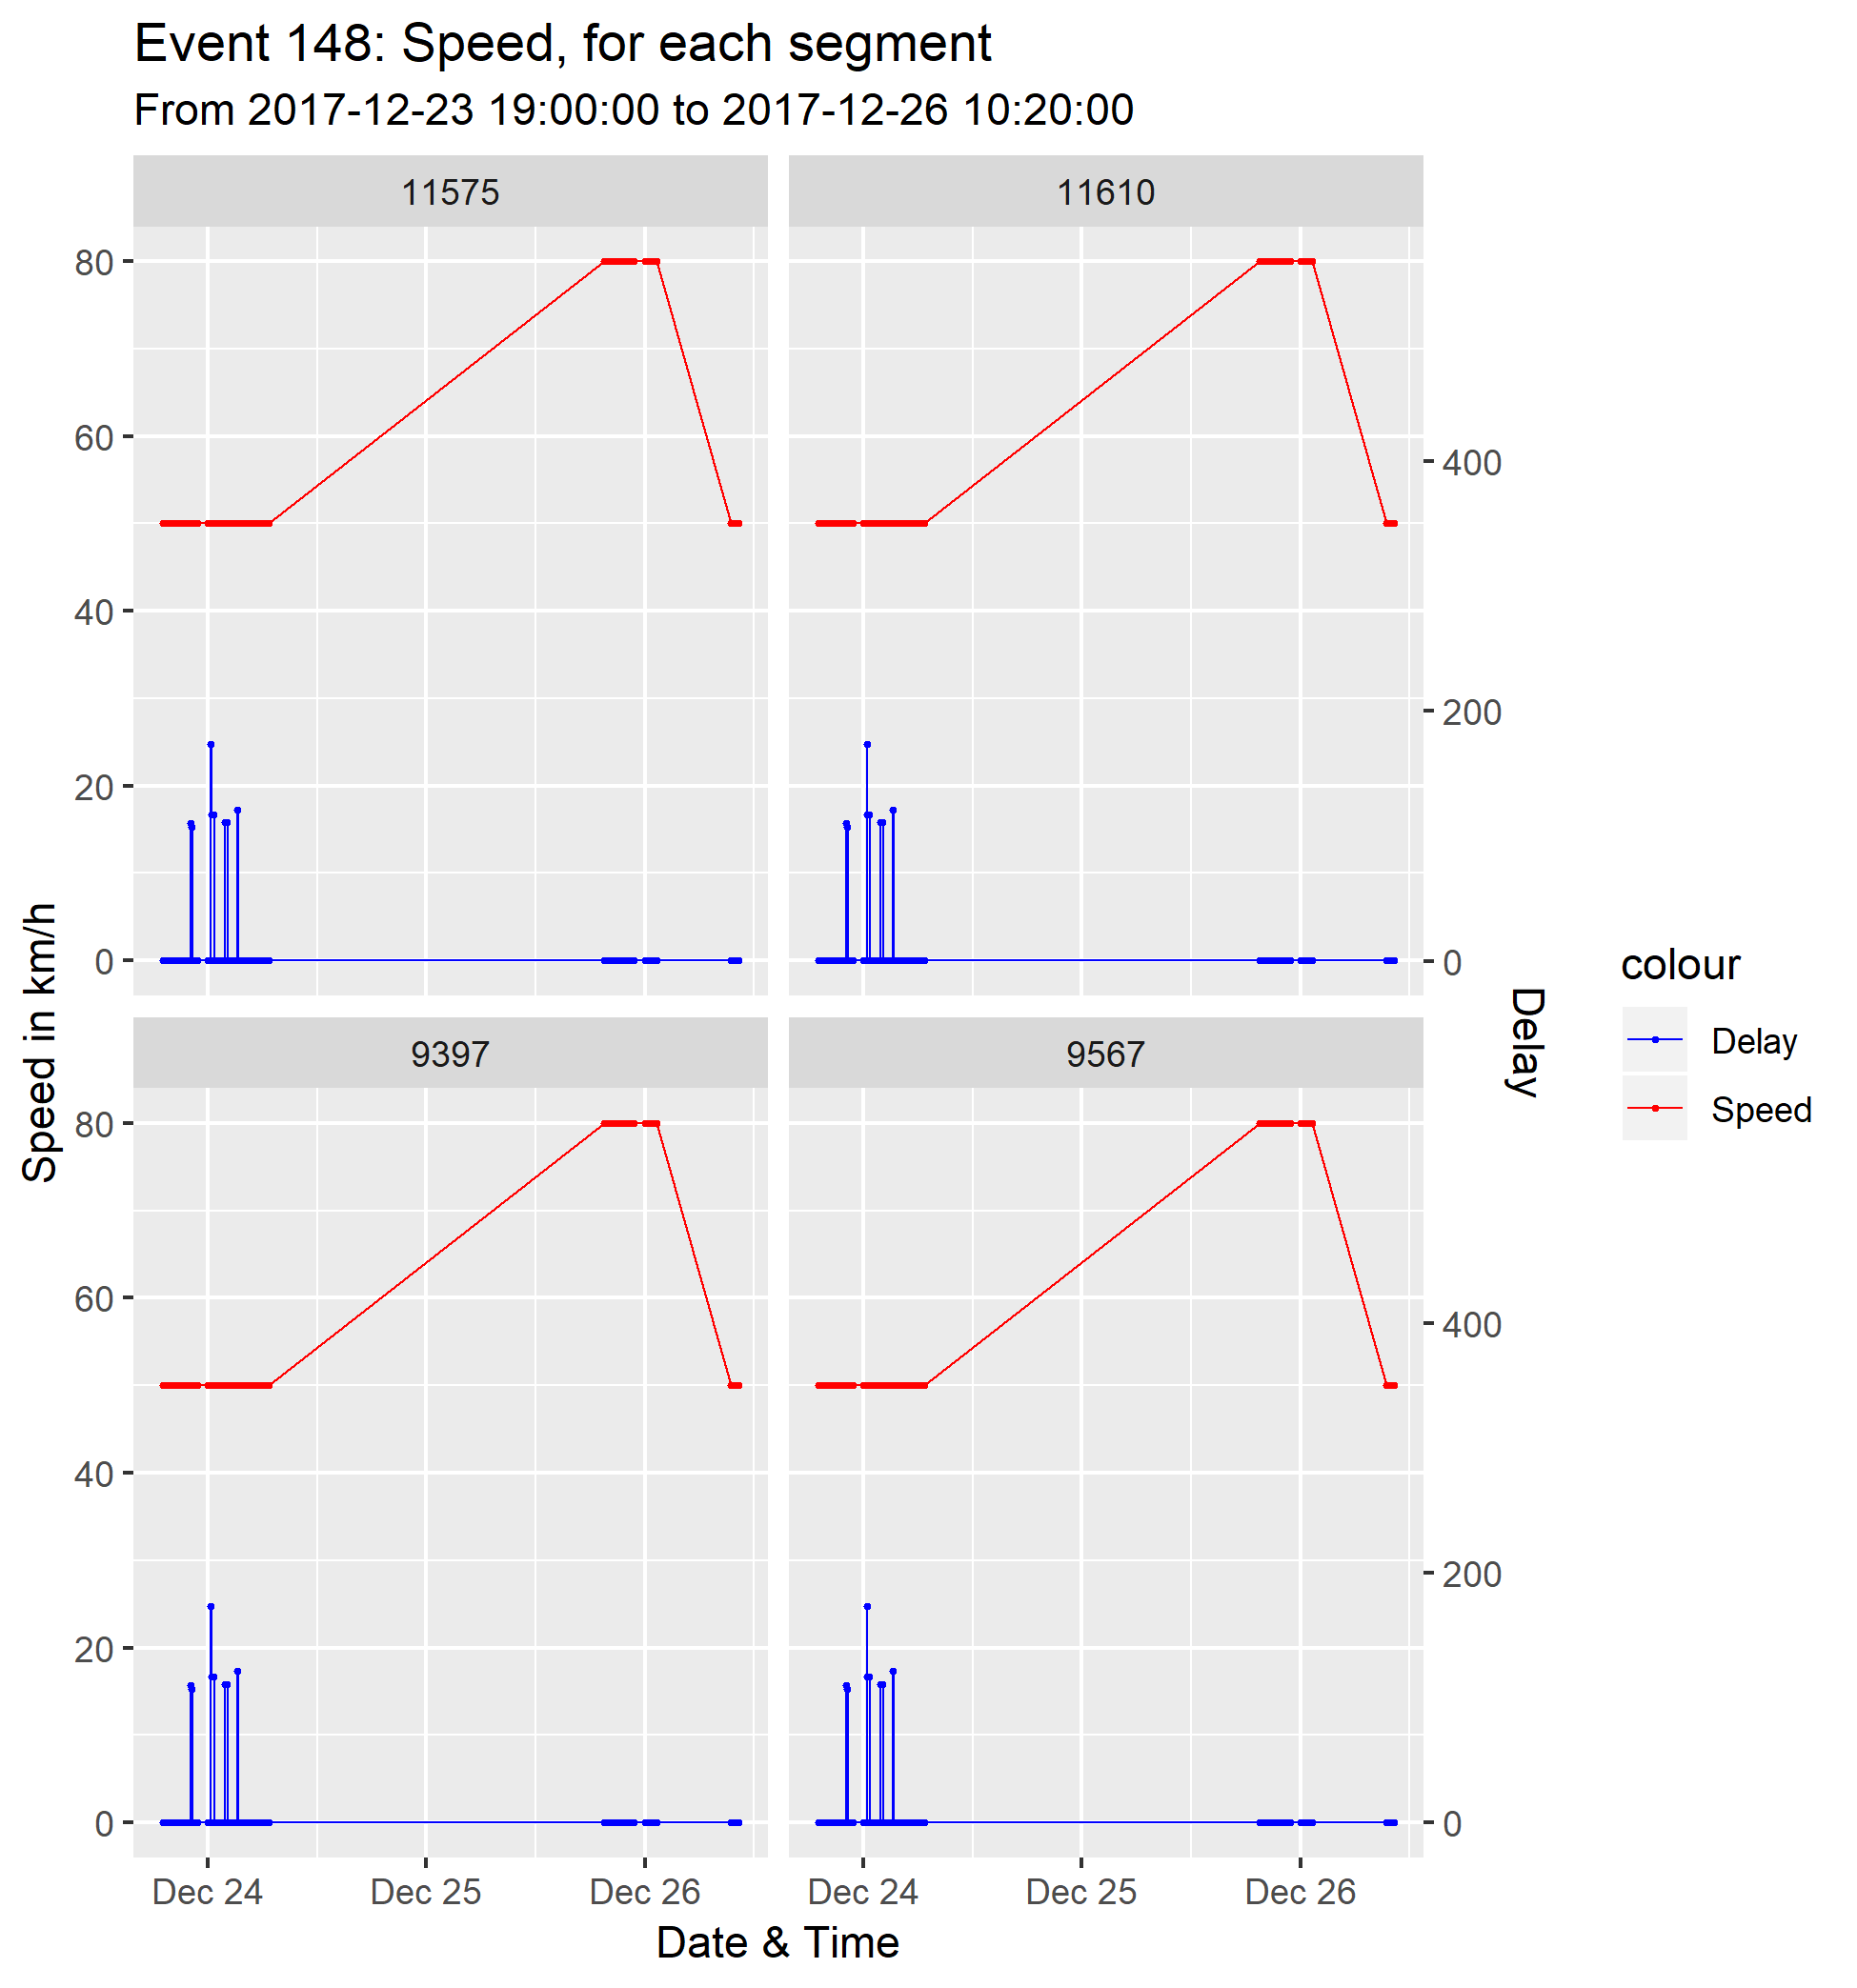 Event 148: Speed, for each segment
From 2017-12-23 19:00:00 to 2017-12-26 10:20:00
11575
11610
80
60
40
20
0
400
200
0
9397
9567
80
60
40
20
0
400
200
0
Dec 24
Dec 25
Dec 26
Dec 24
Dec 25
Dec 26
Date & Time
Speed in km/h
Delay
colour
Delay
Speed